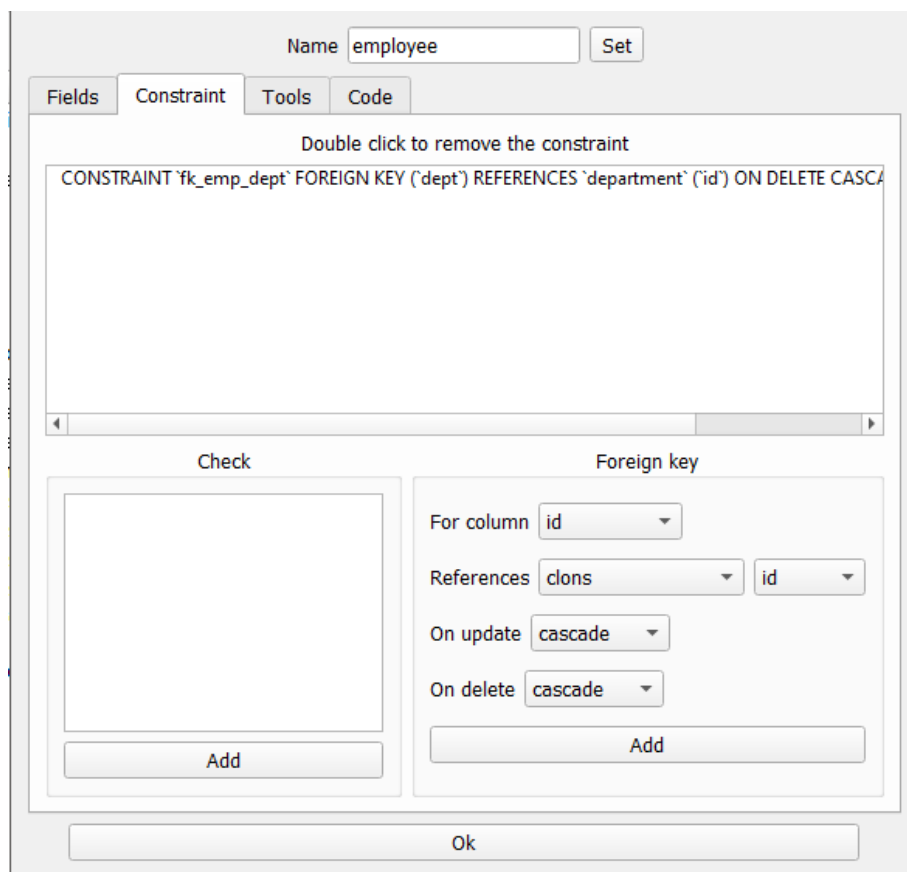 Name employee Set
Fields Constraint Tools Code
Double click to remove the constraint
CONSTRAINT `fk_emp_dept` FOREIGN KEY (`dept`) REFERENCES `department` (`id`) ON DELETE CASCA
Check Foreign key
For column id
References clons id
On update cascade
On delete cascade
Add
Add
Ok